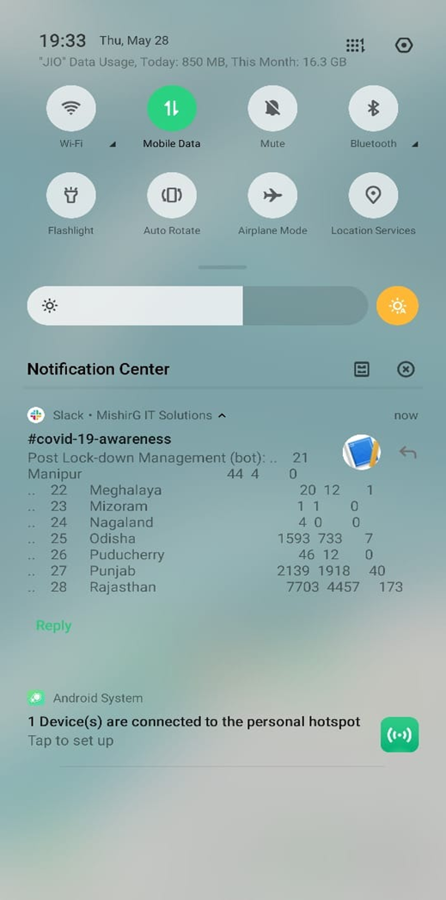 19:33 Thu, May 28
"JIO" Data Usage, Today: 850 MB, This Month: 16.3 GB
Wi-Fi Mobile Data Mute Bluetooth
Flashlight Auto Rotate Airplane Mode Location Services
Notification Center
Slack • MishirG IT Solutions now
#covid-19-awareness
Post Lock-down Management (bot): .. 21
Manipur 44 4 0
.. 22 Meghalaya 20 12 1
.. 23 Mizoram 1 1 0
.. 24 Nagaland 4 0 0
.. 25 Odisha 1593 733 7
.. 26 Puducherry 46 12 0
.. 27 Punjab 2139 1918 40
.. 28 Rajasthan 7703 4457 173
Reply
Android System
1 Device(s) are connected to the personal hotspot
Tap to set up